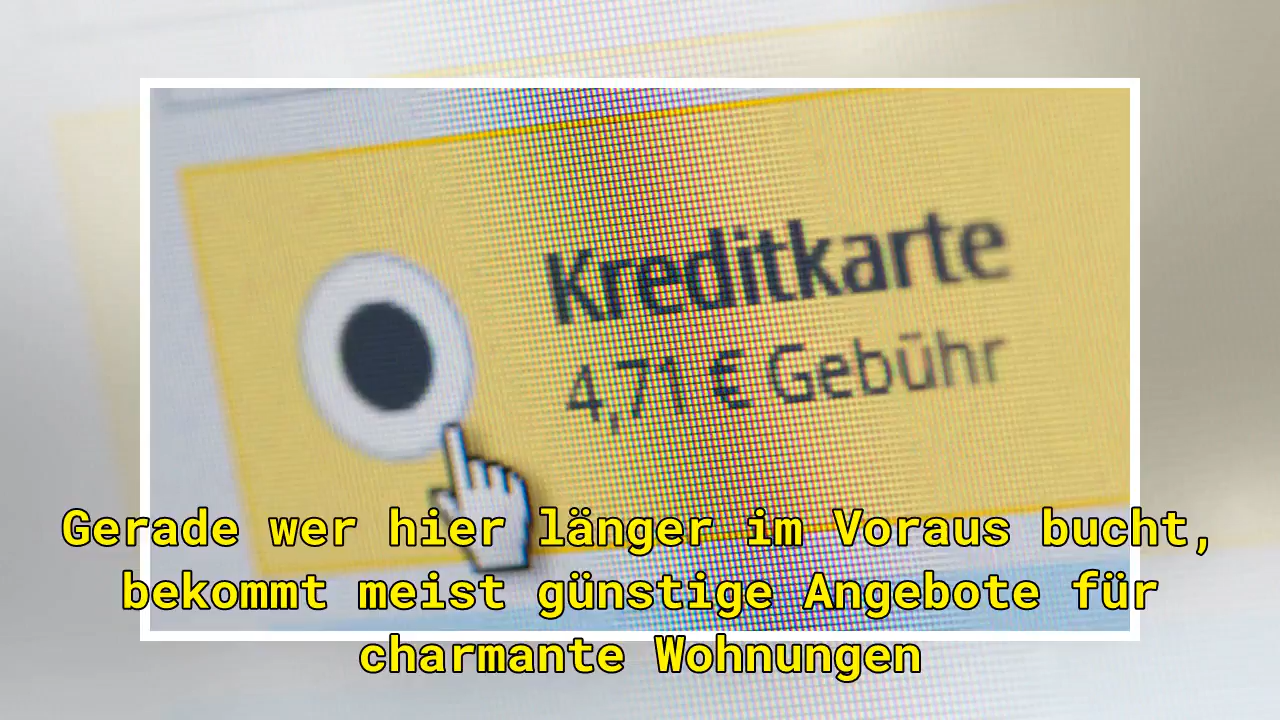 Kreditkarte
4,71 € Gebühr
Gerade wer hier länger im Voraus bucht,
bekommt meist günstige Angebote für
charmante Wohnungen